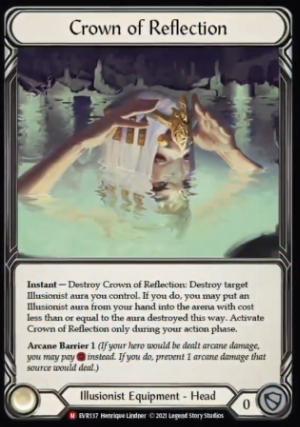 Crown of Reflection
Instant — Destroy Crown of Reflection: Destroy target
Illusionist aura you control. If you do, you may put an
Illusionist aura from your hand into the arena with cost
less than or equal to the aura destroyed this way. Activate
Crown of Reflection only during your action phase.
Arcane Barrier 1 (If your hero would be dealt arcane damage,
you may pay instead. If you do, prevent 1 arcane damage that
source would deal.)
Illusionist Equipment - Head
0
M EVR137 Henrique Lindner © 2021 Legend Story Studios